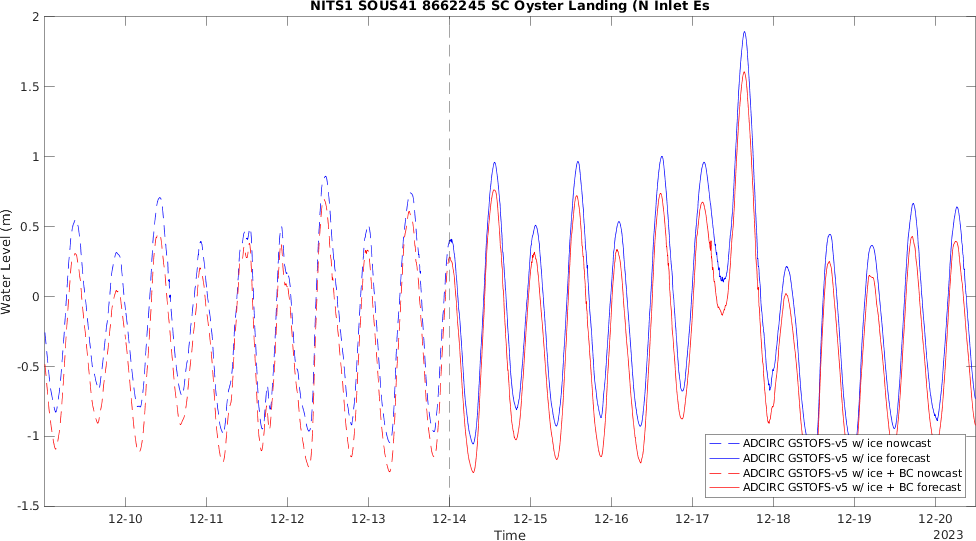 NITS1 SOUS41 8662245 SC Oyster Landing (N Inlet Es
2
1.5
1
0.5
0
-0.5
-1
-1.5
Water Level (m)
12-10 12-11 12-12 12-13 12-14 12-15 12-16 12-17 12-18 12-19 12-20
Time
2023
ADCIRC GSTOFS-v5 w/ ice nowcast
ADCIRC GSTOFS-v5 w/ ice forecast
ADCIRC GSTOFS-v5 w/ ice + BC nowcast
ADCIRC GSTOFS-v5 w/ ice + BC forecast